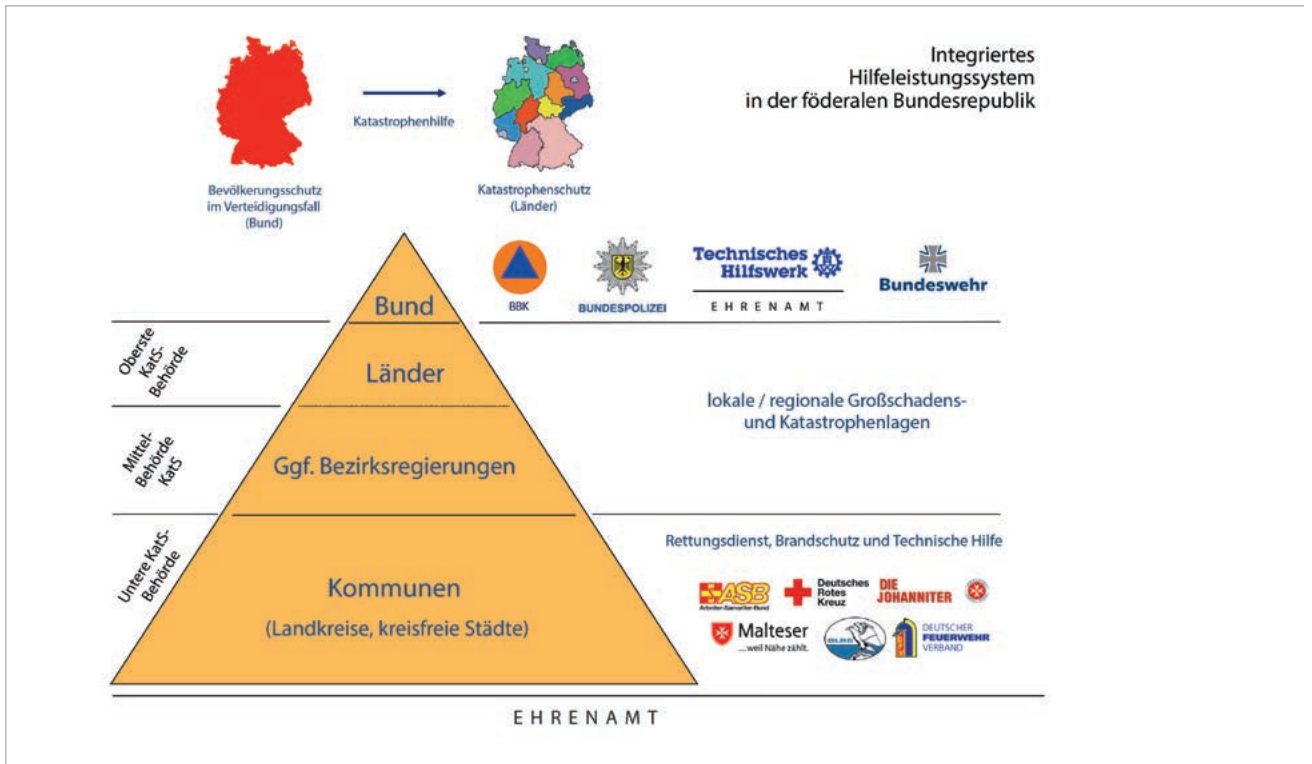 Integriertes
Hilfeleistungssystem
in der föderalen Bundesrepublik
Katastrophenhilfe
Bevölkerungsschutz
im Verteidigungsfall
(Bund)
Katastrophenschutz
(Länder)
BBK
BUNDESPOLIZEI
Technisches
Hilfswerk
EHRENAMT
Bundeswehr
Bund
Oberste
KatS-
Behörde
Länder
lokale / regionale Großschadens-
und Katastrophenlagen
Mittel-
Behörde
KatS
Ggf. Bezirksregierungen
Untere KatS-
Behörde
Kommunen
(Landkreise, kreisfreie Städte)
Rettungsdienst, Brandschutz und Technische Hilfe
ASB
Arbeiter-Samariter-Bund
Deutsches
Rotes
Kreuz
DIE
JOHANNITER
Malteser
...weil Nähe zählt.
DLRG
DEUTSCHER
FEUERWEHR
VERBAND
EHRENAMT